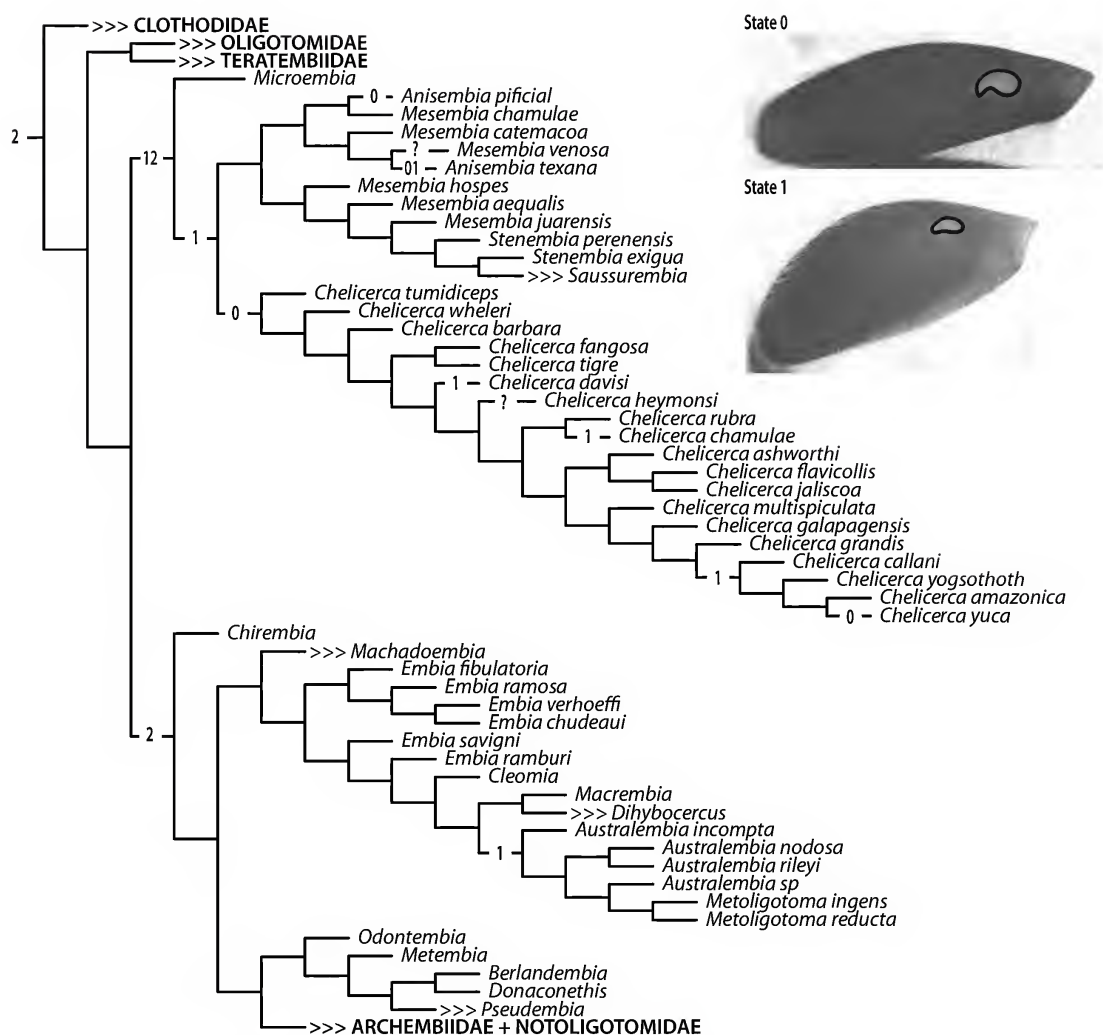 >>> CLOTHODIDAE
>>> OLIGOTOMIDAE
>>> TERATEMBIIDAE
Microembia
0 Anisembia pificial
Mesembia chamulae
2
Mesembia catemacoa
12
? Mesembia venosa
01 Anisembia texana
Mesembia hospes
Mesembia aequalis
Mesembia juarensis
1
Stenembia perenensis
Stenembia exigua
>>> Saussurembia
Chelicerca tumidiceps
0
Chelicerca wheleri
Chelicerca barbara
Chelicerca fangosa
Chelicerca tigre
1 Chelicerca davisi
? Chelicerca heymonsi
Chelicerca rubra
1 Chelicerca chamulae
Chelicerca ashworthi
Chelicerca flavicollis
Chelicerca jaliscoa
Chelicerca multispiculata
Chelicerca galapagensis
Chelicerca grandis
Chelicerca callani
1
Chelicerca yogsothoth
Chelicerca amazonica
0 Chelicerca yuca
Chirembia
>>> Machadoembia
Embia fibulatoria
Embia ramosa
Embia verhoeffi
Embia chudeaui
2
Embia savigni
Embia ramburi
Cleomia
Macrembia
>>> Dihybocercus
Australembia incompta
1
Australembia nodosa
Australembia rileyi
Australembia sp
Metoligotoma ingens
Metoligotoma reducta
Odontembia
Metembia
Berlandembia
Donaconethis
>>> Pseudembia
>>> ARCHEMBIIDAE + NOTOLIGOTOMIDAE
State 0
State 1